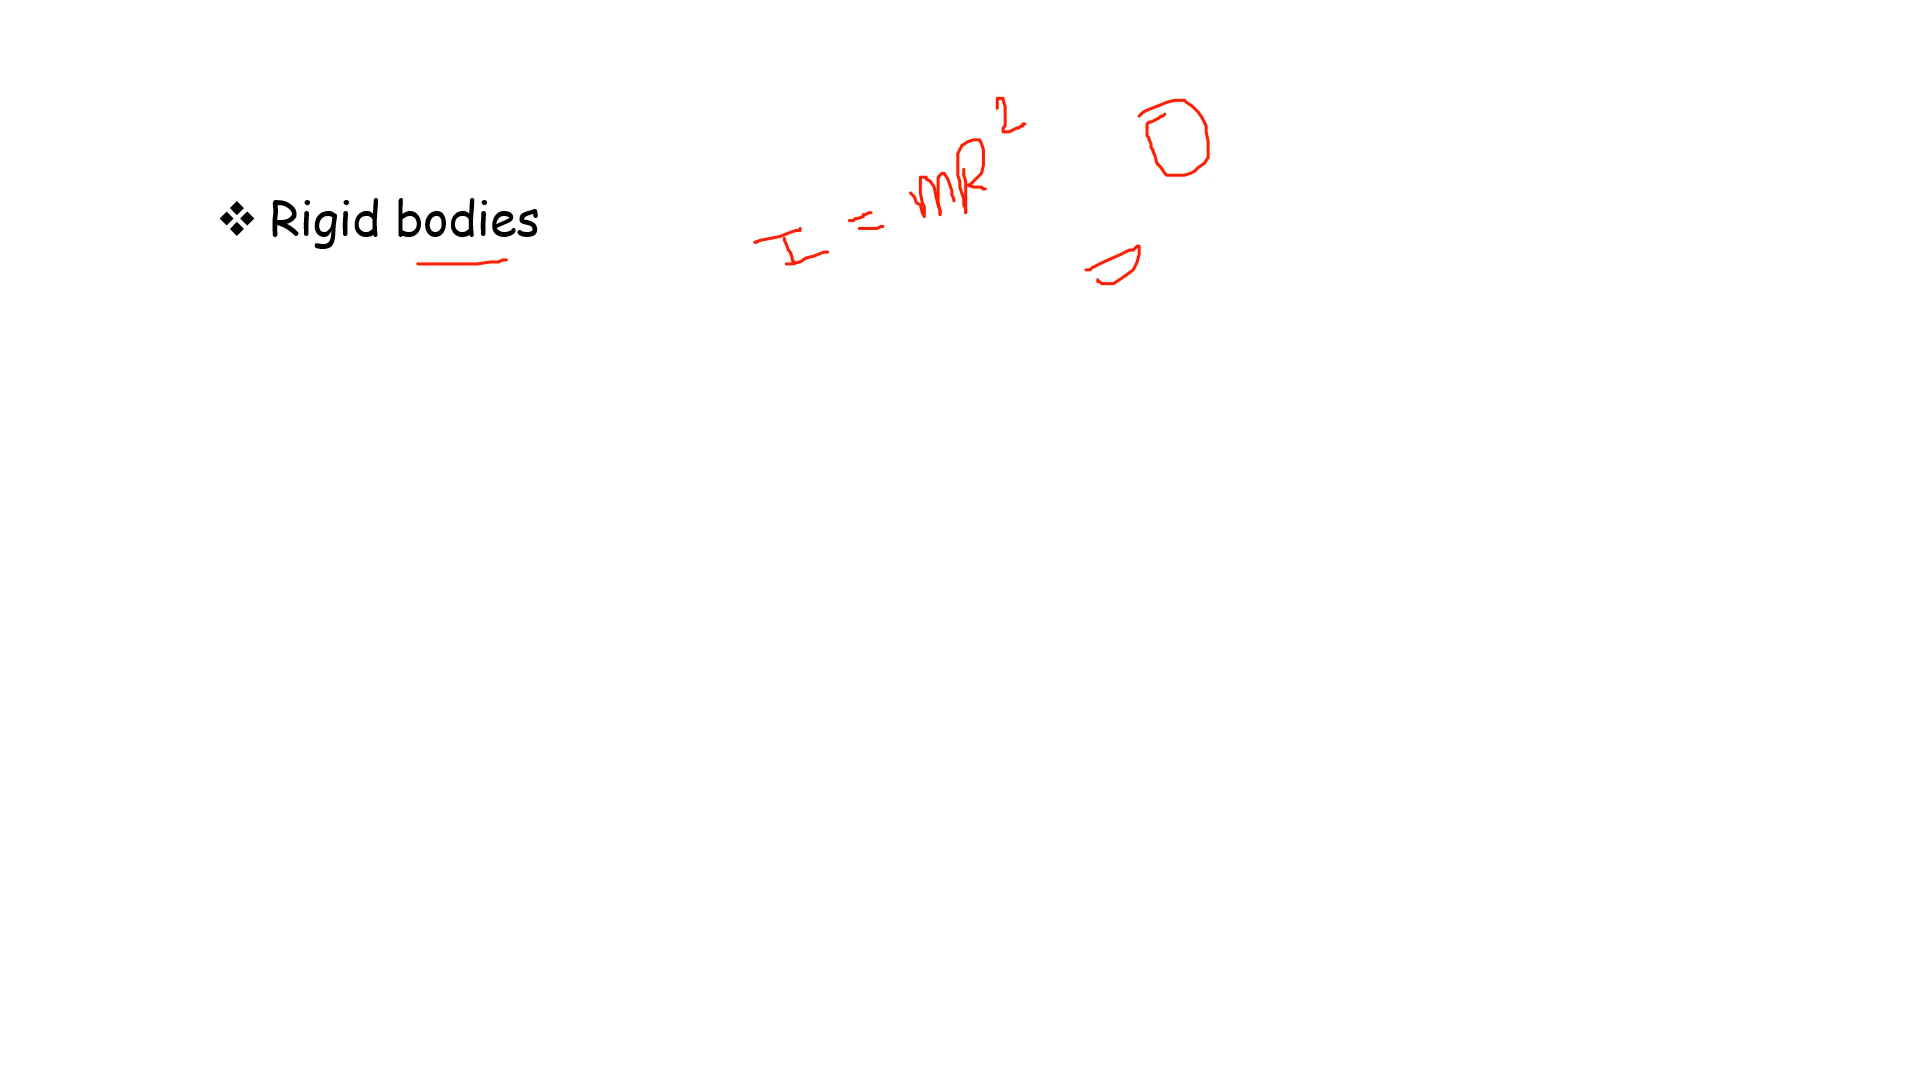 ❖ Rigid bodies
I = mR²